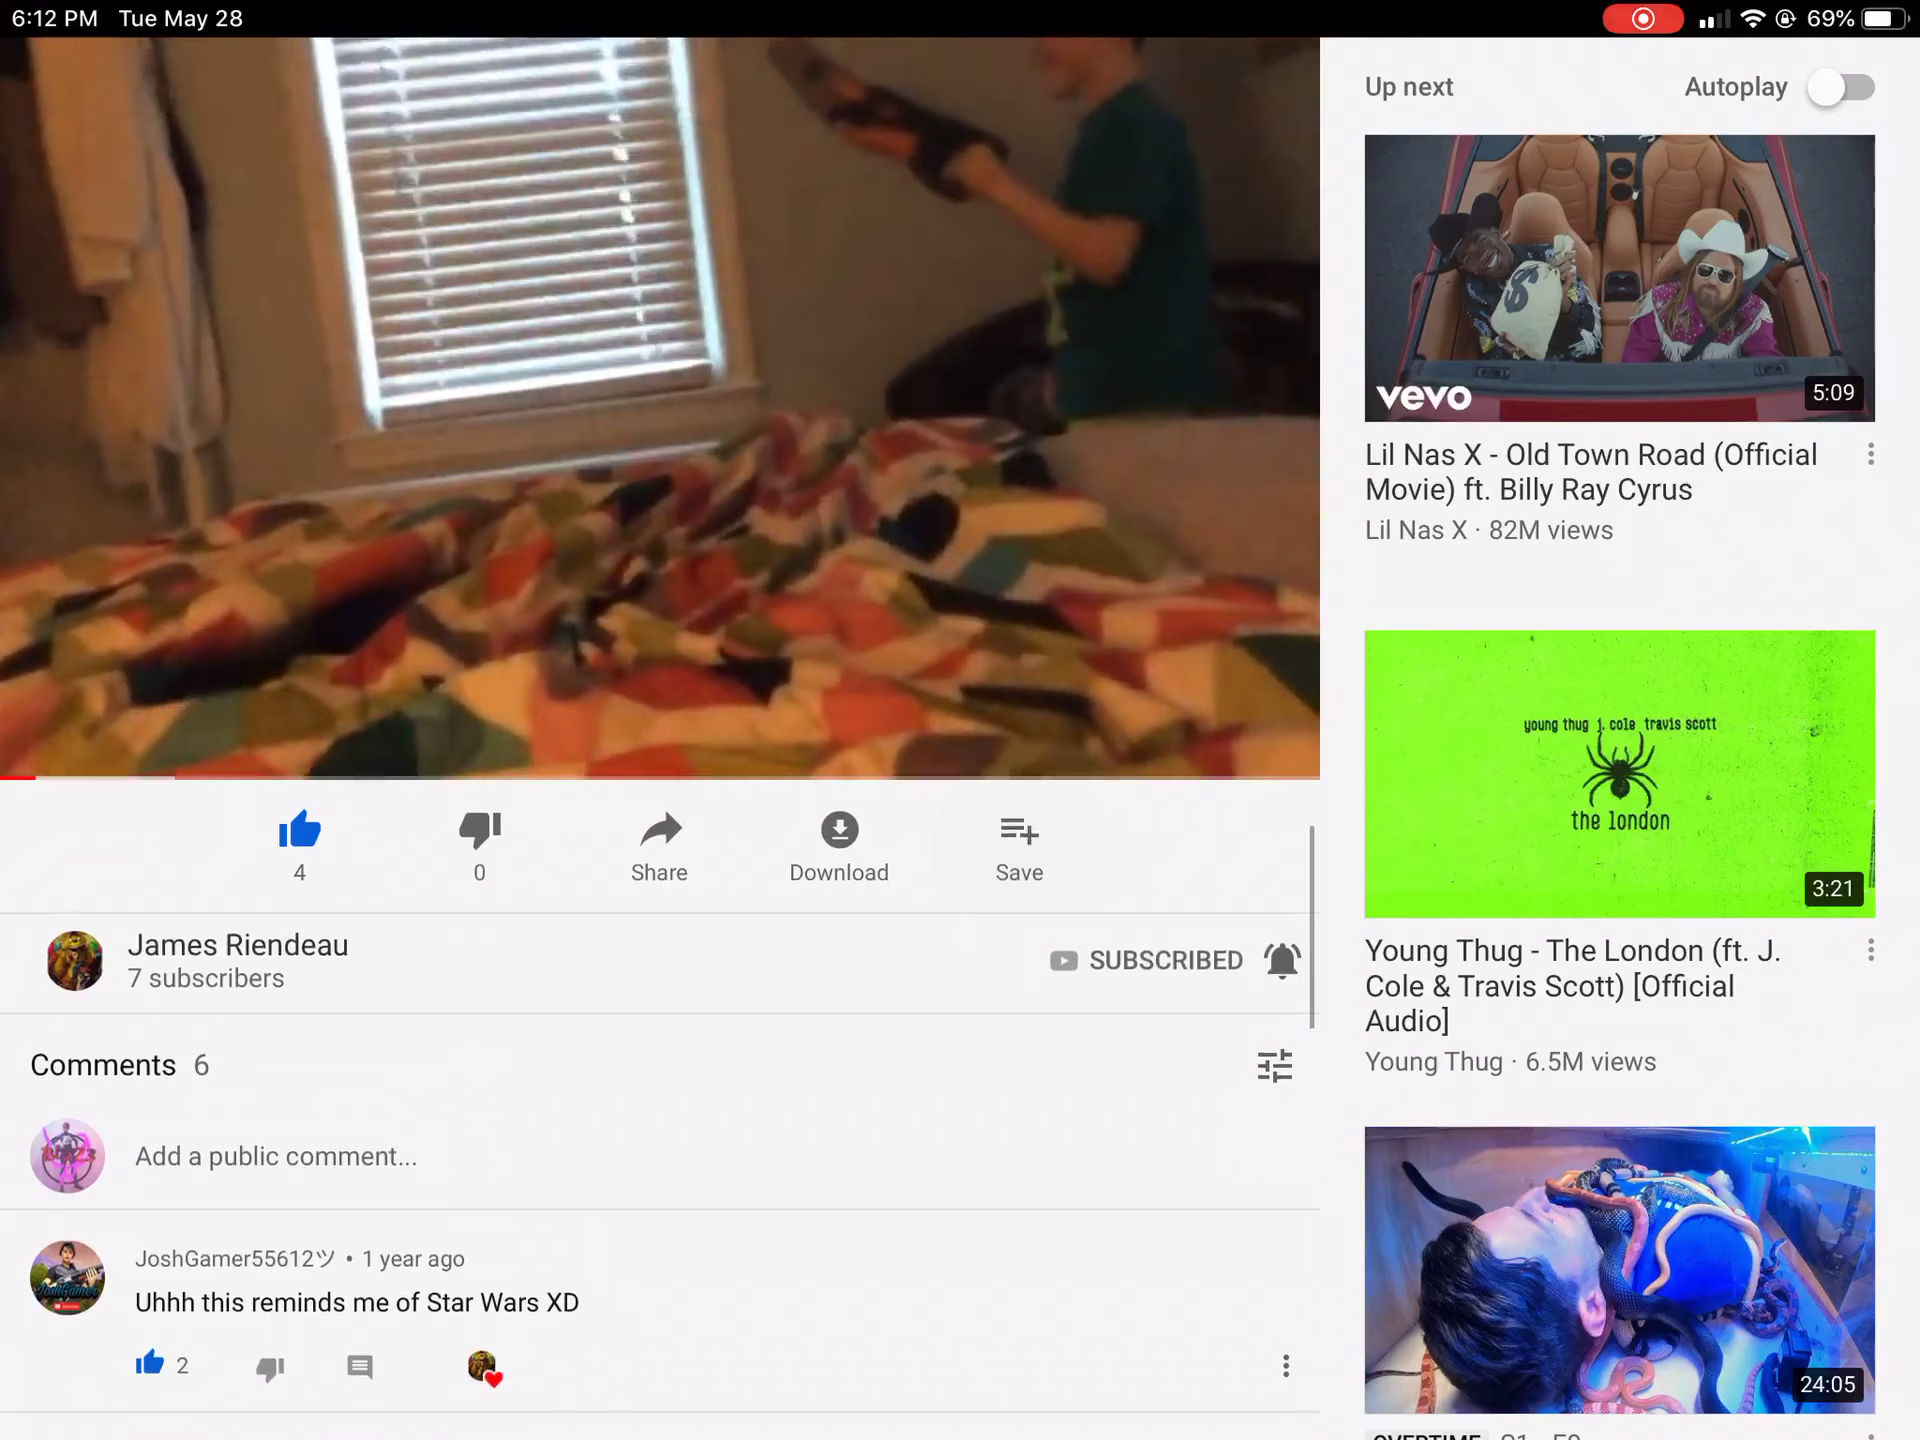 6:12 PM Tue May 28
69%
4
0
Share
Download
Save
James Riendeau
7 subscribers
SUBSCRIBED
Comments 6
Add a public comment...
JoshGamer55612ツ • 1 year ago
Uhhh this reminds me of Star Wars XD
2
Up next
Autoplay
vevo
5:09
Lil Nas X - Old Town Road (Official
Movie) ft. Billy Ray Cyrus
Lil Nas X · 82M views
young thug j. cole travis scott
the london
3:21
Young Thug - The London (ft. J.
Cole & Travis Scott) [Official
Audio]
Young Thug · 6.5M views
24:05
OVERTIME